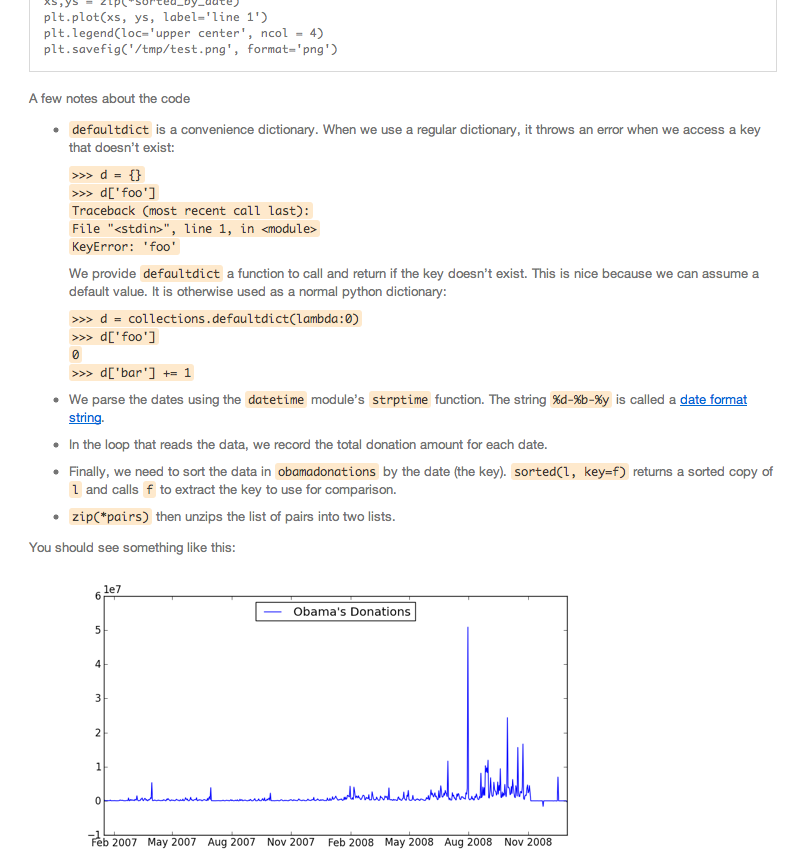 xs,ys = zip(*sorted_by_date)
plt.plot(xs, ys, label='line 1')
plt.legend(loc='upper center', ncol = 4)
plt.savefig('/tmp/test.png', format='png')
A few notes about the code
• defaultdict is a convenience dictionary. When we use a regular dictionary, it throws an error when we access a key
that doesn't exist:
>>> d = {}
>>> d['foo']
Traceback (most recent call last):
File "<stdin>", line 1, in <module>
KeyError: 'foo'
We provide defaultdict a function to call and return if the key doesn't exist. This is nice because we can assume a
default value. It is otherwise used as a normal python dictionary:
>>> d = collections.defaultdict(lambda:0)
>>> d['foo']
0
>>> d['bar'] += 1
• We parse the dates using the datetime module's strptime function. The string %d-%b-%y is called a date format
string.
• In the loop that reads the data, we record the total donation amount for each date.
• Finally, we need to sort the data in obamadonations by the date (the key). sorted(l, key=f) returns a sorted copy of
l and calls f to extract the key to use for comparison.
• zip(*pairs) then unzips the list of pairs into two lists.
You should see something like this:
1e7
6
Obama's Donations
5
4
3
2
1
0
−1
Feb 2007 May 2007 Aug 2007 Nov 2007 Feb 2008 May 2008 Aug 2008 Nov 2008